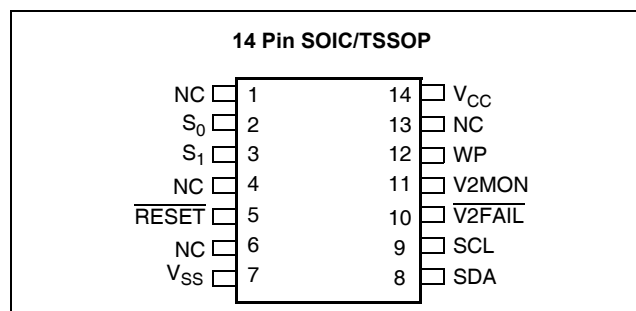 14 Pin SOIC/TSSOP
NC 1 14 VCC
S0 2 13 NC
S1 3 12 WP
NC 4 11 V2MON
RESET 5 10 V2FAIL
NC 6 9 SCL
VSS 7 8 SDA